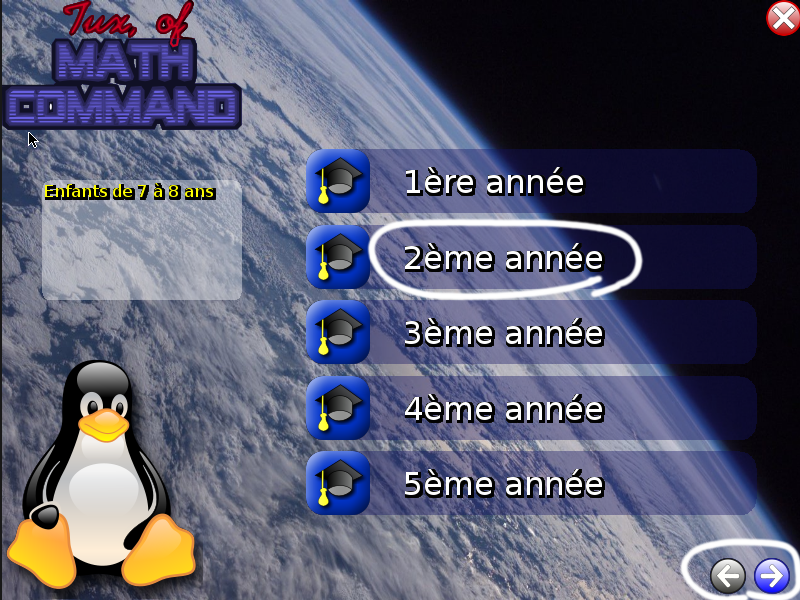 Tux, of
MATH
COMMAND
Enfants de 7 à 8 ans
1ère année
2ème année
3ème année
4ème année
5ème année